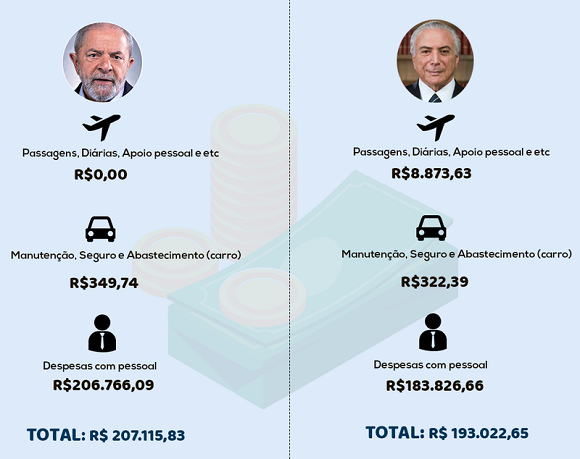 Passagens, Diárias, Apoio pessoal e etc
R$0,00
Manutenção, Seguro e Abastecimento (carro)
R$349,74
Despesas com pessoal
R$206.766,09
TOTAL: R$ 207.115,83
Passagens, Diárias, Apoio pessoal e etc
R$8.873,63
Manutenção, Seguro e Abastecimento (carro)
R$322,39
Despesas com pessoal
R$183.826,66
TOTAL: R$ 193.022,65